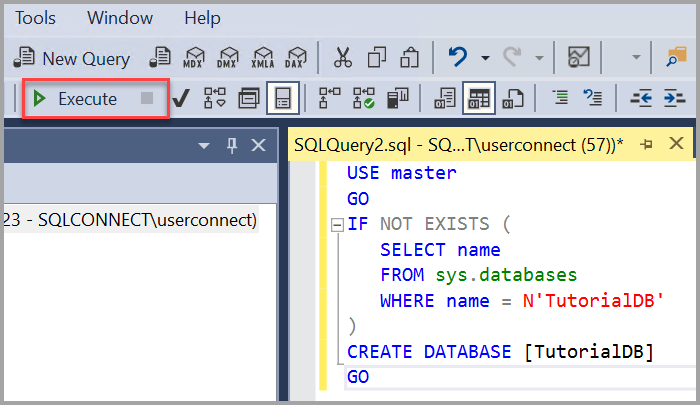 Tools Window Help
New Query MDX DMX XMLA DAX
Execute
SQLQuery2.sql - SQ...T\userconnect (57))*
23 - SQLCONNECT\userconnect)
USE master
GO
IF NOT EXISTS (
SELECT name
FROM sys.databases
WHERE name = N'TutorialDB'
)
CREATE DATABASE [TutorialDB]
GO